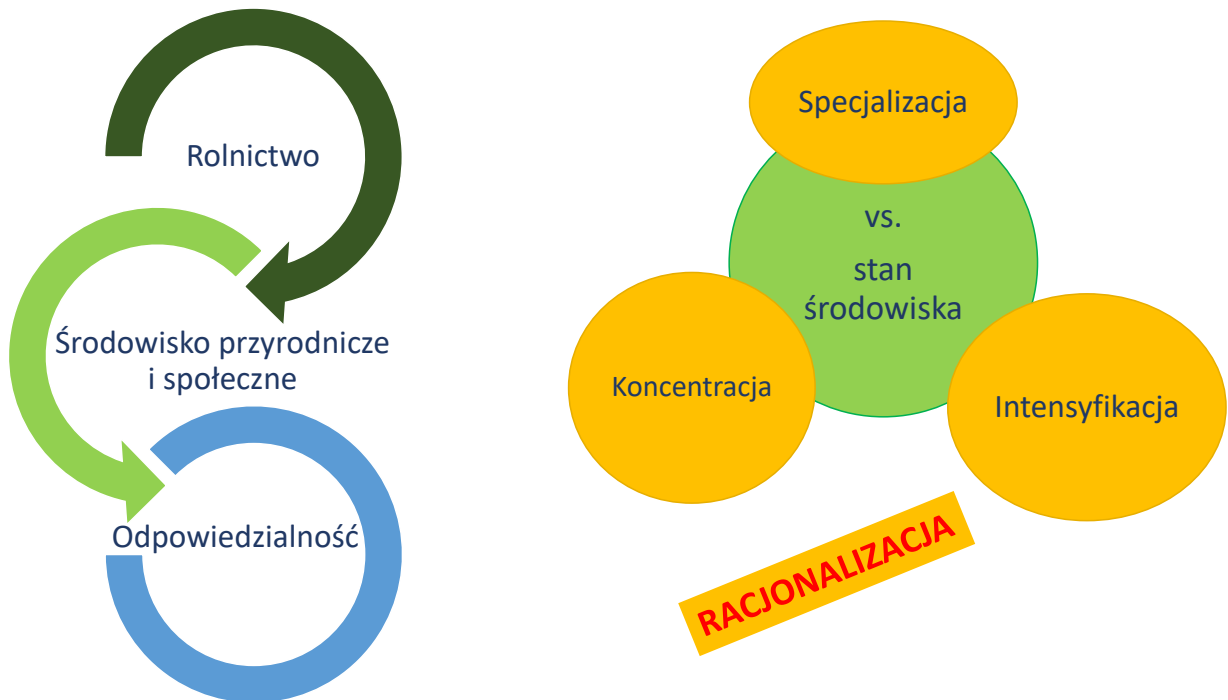 Rolnictwo
Środowisko przyrodnicze
i społeczne
Odpowiedzialność
Specjalizacja
vs.
stan
środowiska
Koncentracja
Intensyfikacja
RACJONALIZACJA